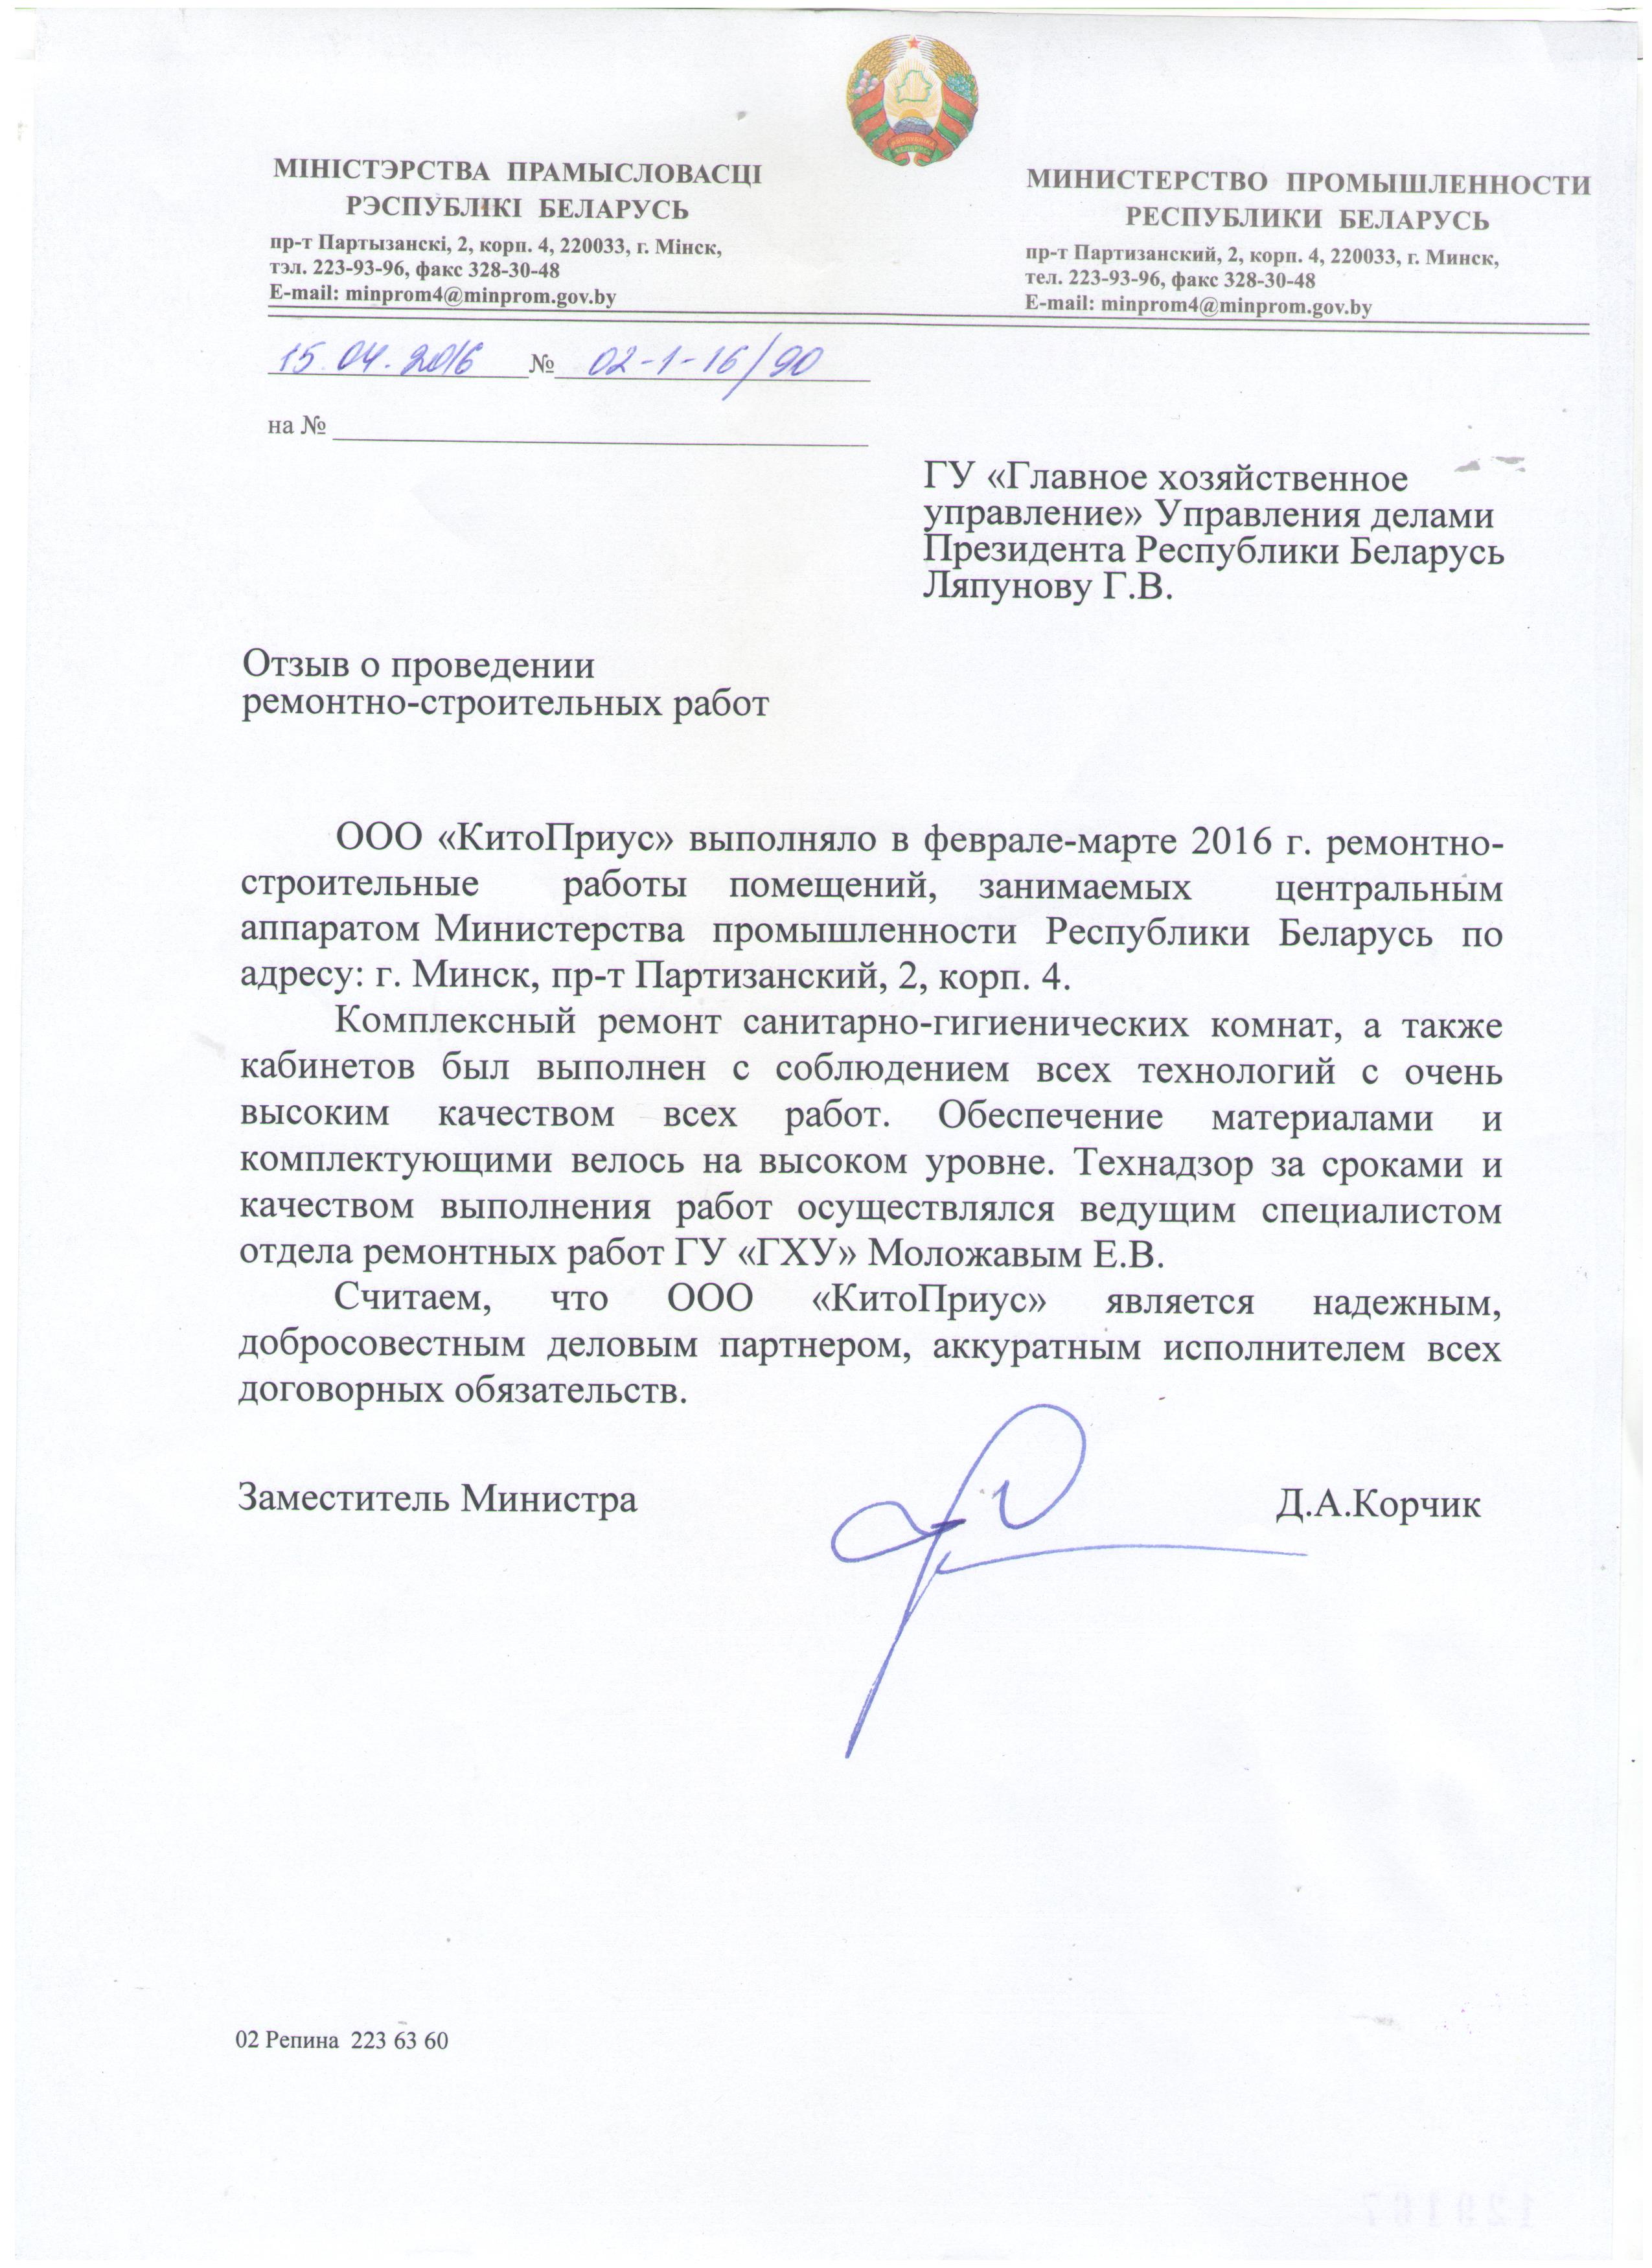 МІНІСТЭРСТВА ПРАМЫСЛОВАСЦІ
РЭСПУБЛІКІ БЕЛАРУСЬ
пр-т Партызанскі, 2, корп. 4, 220033, г. Мінск,
тэл. 223-93-96, факс 328-30-48
E-mail: minprom4@minprom.gov.by
МИНИСТЕРСТВО ПРОМЫШЛЕННОСТИ
РЕСПУБЛИКИ БЕЛАРУСЬ
пр-т Партизанский, 2, корп. 4, 220033, г. Минск,
тел. 223-93-96, факс 328-30-48
E-mail: minprom4@minprom.gov.by
15.04.2016 № 02-1-16/90
на №
ГУ «Главное хозяйственное
управление» Управления делами
Президента Республики Беларусь
Ляпунову Г.В.
Отзыв о проведении
ремонтно-строительных работ
ООО «КитоПриус» выполняло в феврале-марте 2016 г. ремонтно-
строительные работы помещений, занимаемых центральным
аппаратом Министерства промышленности Республики Беларусь по
адресу: г. Минск, пр-т Партизанский, 2, корп. 4.
Комплексный ремонт санитарно-гигиенических комнат, а также
кабинетов был выполнен с соблюдением всех технологий с очень
высоким качеством всех работ. Обеспечение материалами и
комплектующими велось на высоком уровне. Технадзор за сроками и
качеством выполнения работ осуществлялся ведущим специалистом
отдела ремонтных работ ГУ «ГХУ» Моложавым Е.В.
Считаем, что ООО «КитоПриус» является надежным,
добросовестным деловым партнером, аккуратным исполнителем всех
договорных обязательств.
Заместитель Министра Д.А.Корчик
02 Репина 223 63 60